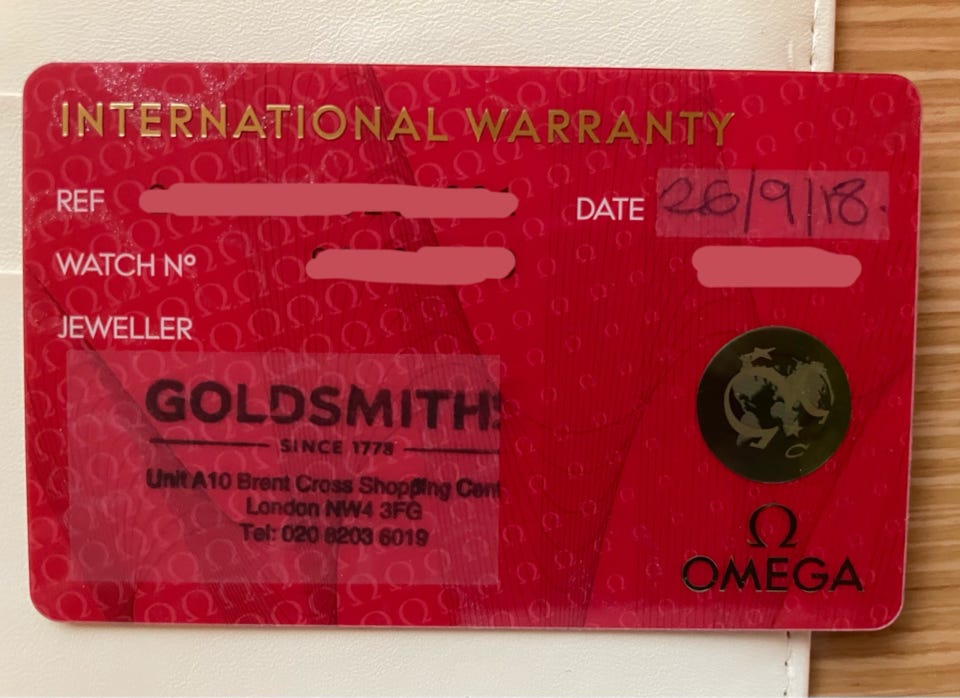 INTERNATIONAL WARRANTY
REF
DATE 26/9/18.
WATCH Nº
JEWELLER
GOLDSMITHS
SINCE 1778
Unit A10 Brent Cross Shopping Cent
London NW4 3FG
Tel: 020 8203 6019
Ω
OMEGA